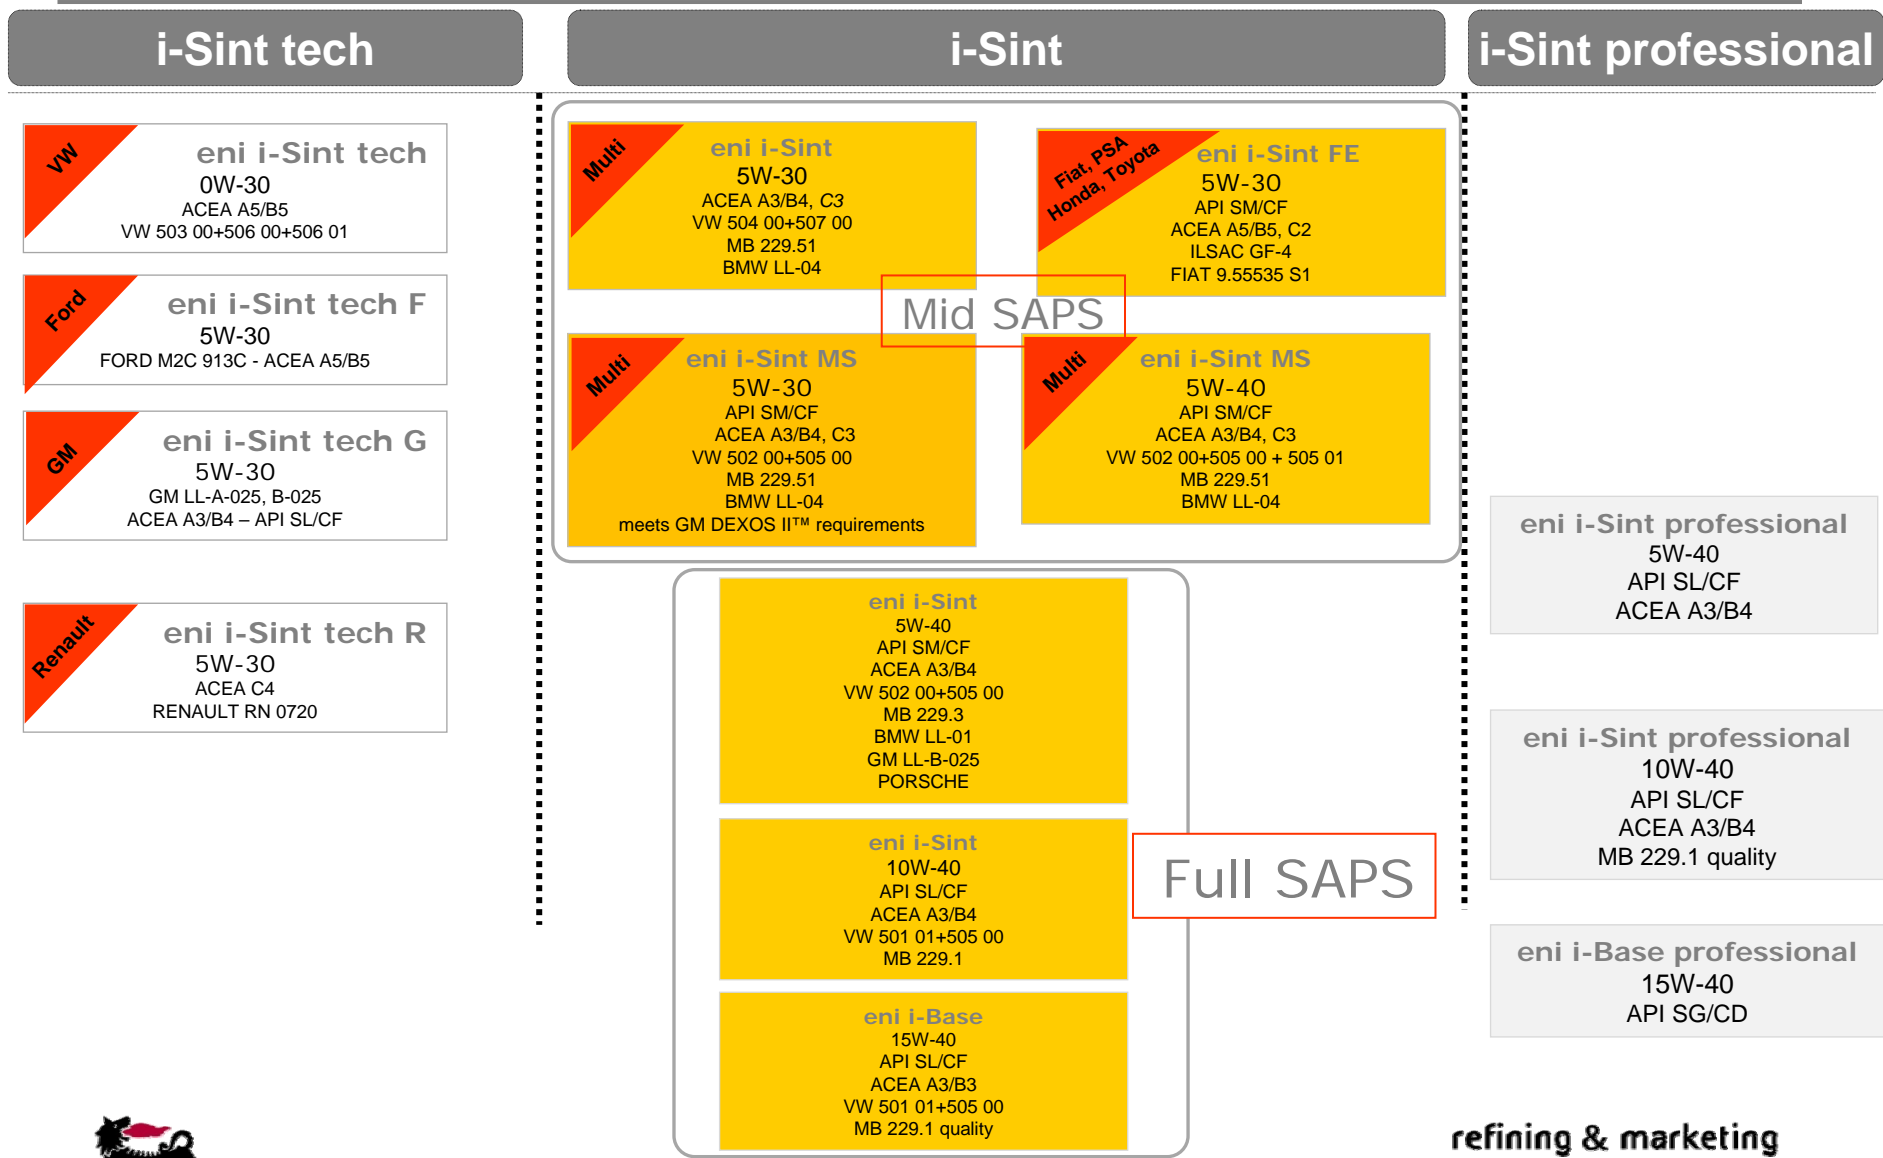 i-Sint tech
i-Sint
i-Sint professional
VW
eni i-Sint tech
0W-30
ACEA A5/B5
VW 503 00+506 00+506 01
Ford
eni i-Sint tech F
5W-30
FORD M2C 913C - ACEA A5/B5
GM
eni i-Sint tech G
5W-30
GM LL-A-025, B-025
ACEA A3/B4 – API SL/CF
Renault
eni i-Sint tech R
5W-30
ACEA C4
RENAULT RN 0720
Multi
eni i-Sint
5W-30
ACEA A3/B4, C3
VW 504 00+507 00
MB 229.51
BMW LL-04
Fiat, PSA
Honda, Toyota
eni i-Sint FE
5W-30
API SM/CF
ACEA A5/B5, C2
ILSAC GF-4
FIAT 9.55535 S1
Mid SAPS
Multi
eni i-Sint MS
5W-30
API SM/CF
ACEA A3/B4, C3
VW 502 00+505 00
MB 229.51
BMW LL-04
meets GM DEXOS II™ requirements
Multi
eni i-Sint MS
5W-40
API SM/CF
ACEA A3/B4, C3
VW 502 00+505 00 + 505 01
MB 229.51
BMW LL-04
eni i-Sint
5W-40
API SM/CF
ACEA A3/B4
VW 502 00+505 00
MB 229.3
BMW LL-01
GM LL-B-025
PORSCHE
eni i-Sint
10W-40
API SL/CF
ACEA A3/B4
VW 501 01+505 00
MB 229.1
Full SAPS
eni i-Base
15W-40
API SL/CF
ACEA A3/B3
VW 501 01+505 00
MB 229.1 quality
eni i-Sint professional
5W-40
API SL/CF
ACEA A3/B4
eni i-Sint professional
10W-40
API SL/CF
ACEA A3/B4
MB 229.1 quality
eni i-Base professional
15W-40
API SG/CD
refining & marketing